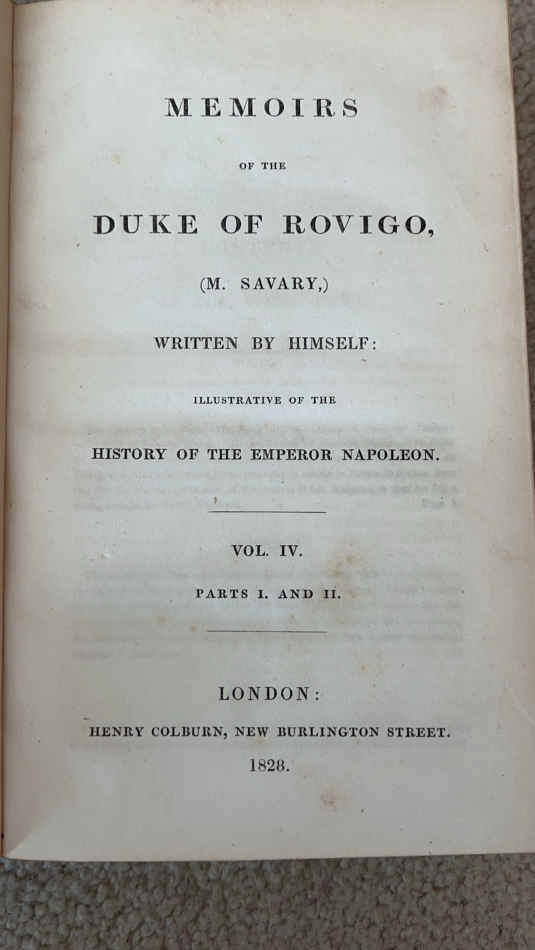 MEMOIRS
OF THE
DUKE OF ROVIGO,
(M. SAVARY,)
WRITTEN BY HIMSELF:
ILLUSTRATIVE OF THE
HISTORY OF THE EMPEROR NAPOLEON.
VOL. IV.
PARTS I. AND II.
LONDON:
HENRY COLBURN, NEW BURLINGTON STREET.
1828.